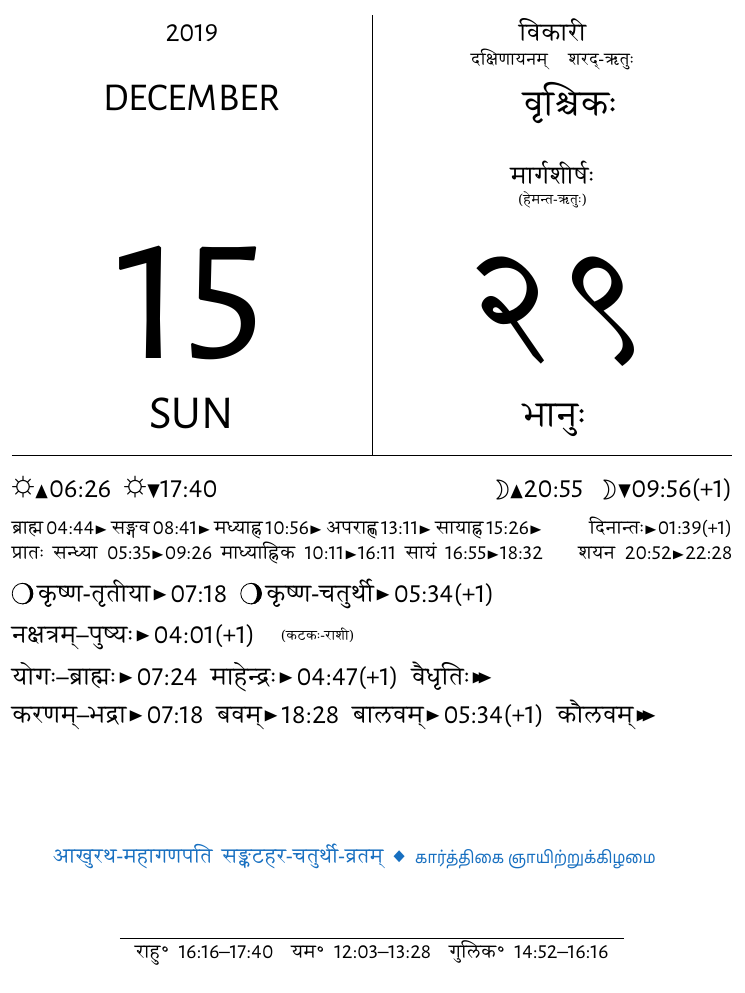 2019
DECEMBER
15
SUN
विकारी
दक्षिणायनम् शरद्-ऋतुः
वृश्चिकः
मार्गशीर्षः
(हेमन्त-ऋतुः)
२९
भानुः
☼▲06:26 ☼▼17:40 ☽▲20:55 ☽▼09:56(+1)
ब्राह्म 04:44► सङ्गव 08:41► मध्याह्न 10:56► अपराह्ण 13:11► सायाह्न 15:26► दिनान्तः►01:39(+1)
प्रातः सन्ध्या 05:35►09:26 माध्याह्निक 10:11►16:11 सायं 16:55►18:32 शयन 20:52►22:28
❍कृष्ण-तृतीया► 07:18 ❍कृष्ण-चतुर्थी► 05:34(+1)
नक्षत्रम्–पुष्यः► 04:01(+1) (कटकः-राशी)
योगः–ब्राह्मः► 07:24 माहेन्द्रः► 04:47(+1) वैधृतिः►►
करणम्–भद्रा► 07:18 बवम्► 18:28 बालवम्► 05:34(+1) कौलवम्►►
आखुरथ-महागणपति सङ्कटहर-चतुर्थी-व्रतम् ◆ கார்த்திகை ஞாயிற்றுக்கிழமை
राहु॰ 16:16–17:40 यम॰ 12:03–13:28 गुलिक॰ 14:52–16:16